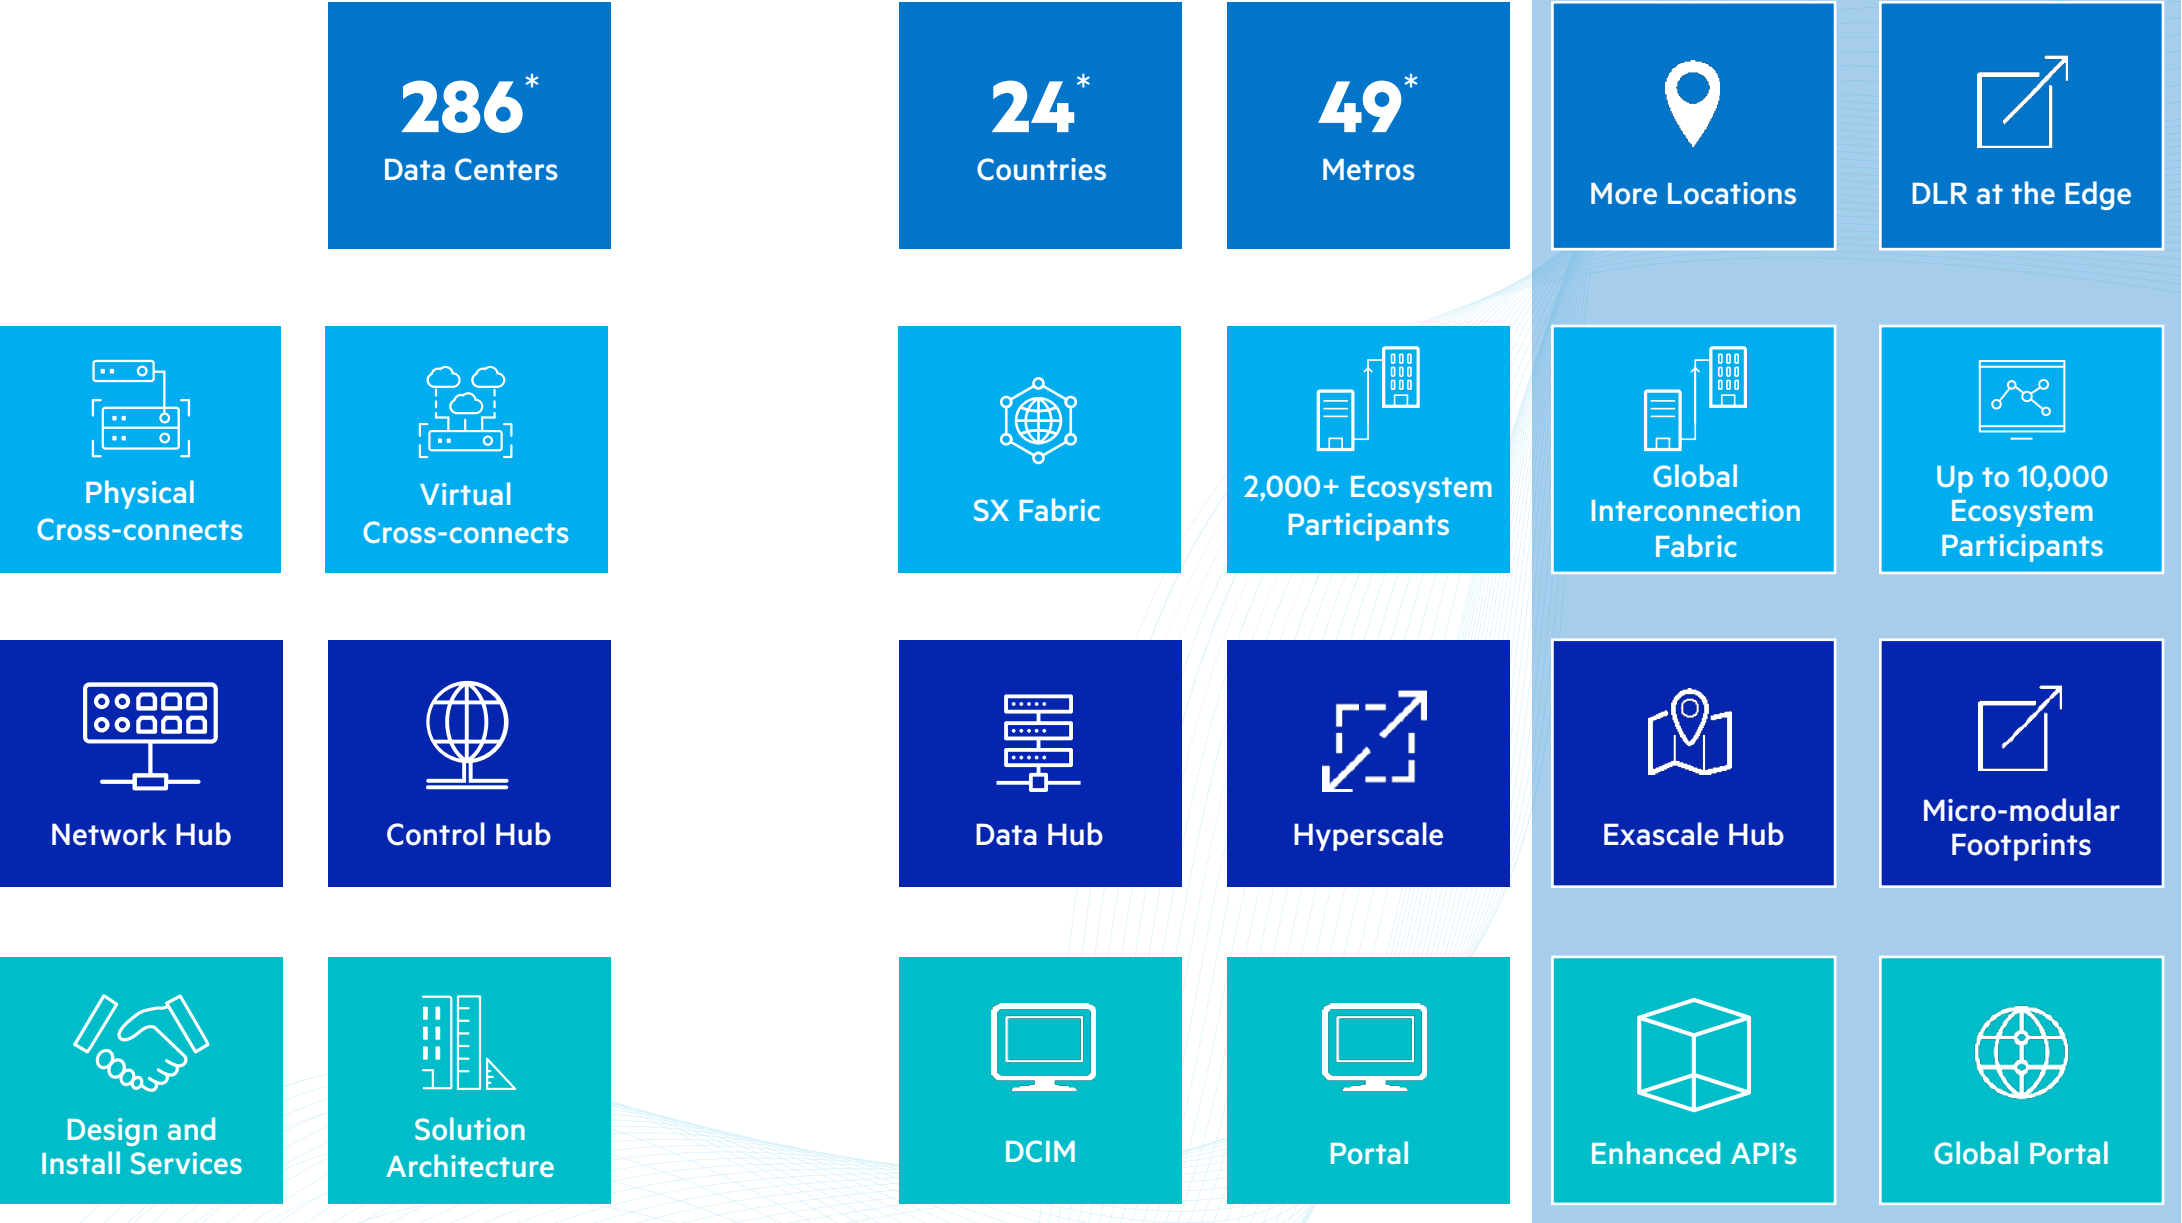 286*
Data Centers
24*
Countries
49*
Metros
More Locations
DLR at the Edge
Physical
Cross-connects
Virtual
Cross-connects
SX Fabric
2,000+ Ecosystem
Participants
Global
Interconnection
Fabric
Up to 10,000
Ecosystem
Participants
Network Hub
Control Hub
Data Hub
Hyperscale
Exascale Hub
Micro-modular
Footprints
Design and
Install Services
Solution
Architecture
DCIM
Portal
Enhanced API’s
Global Portal